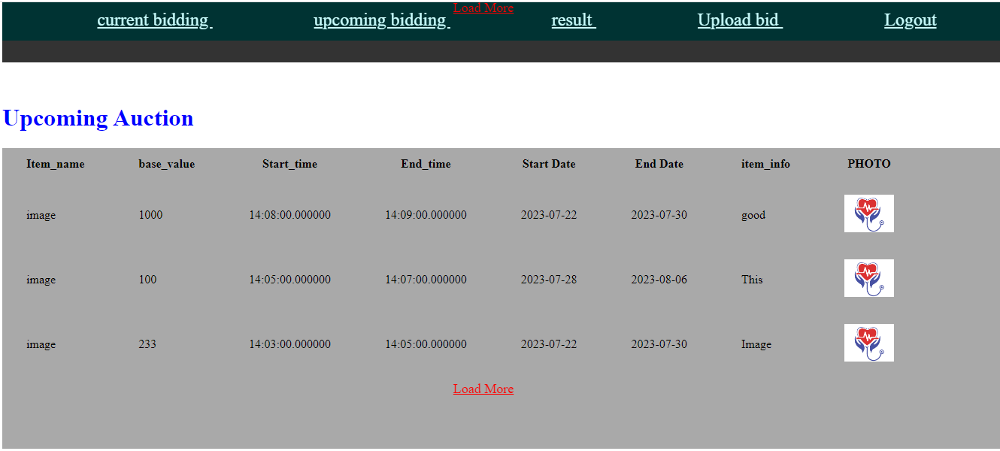 Load More
current bidding upcoming bidding result Upload bid Logout
Upcoming Auction
Item_name base_value Start_time End_time Start Date End Date item_info PHOTO
image 1000 14:08:00.000000 14:09:00.000000 2023-07-22 2023-07-30 good
image 100 14:05:00.000000 14:07:00.000000 2023-07-28 2023-08-06 This
image 233 14:03:00.000000 14:05:00.000000 2023-07-22 2023-07-30 Image
Load More